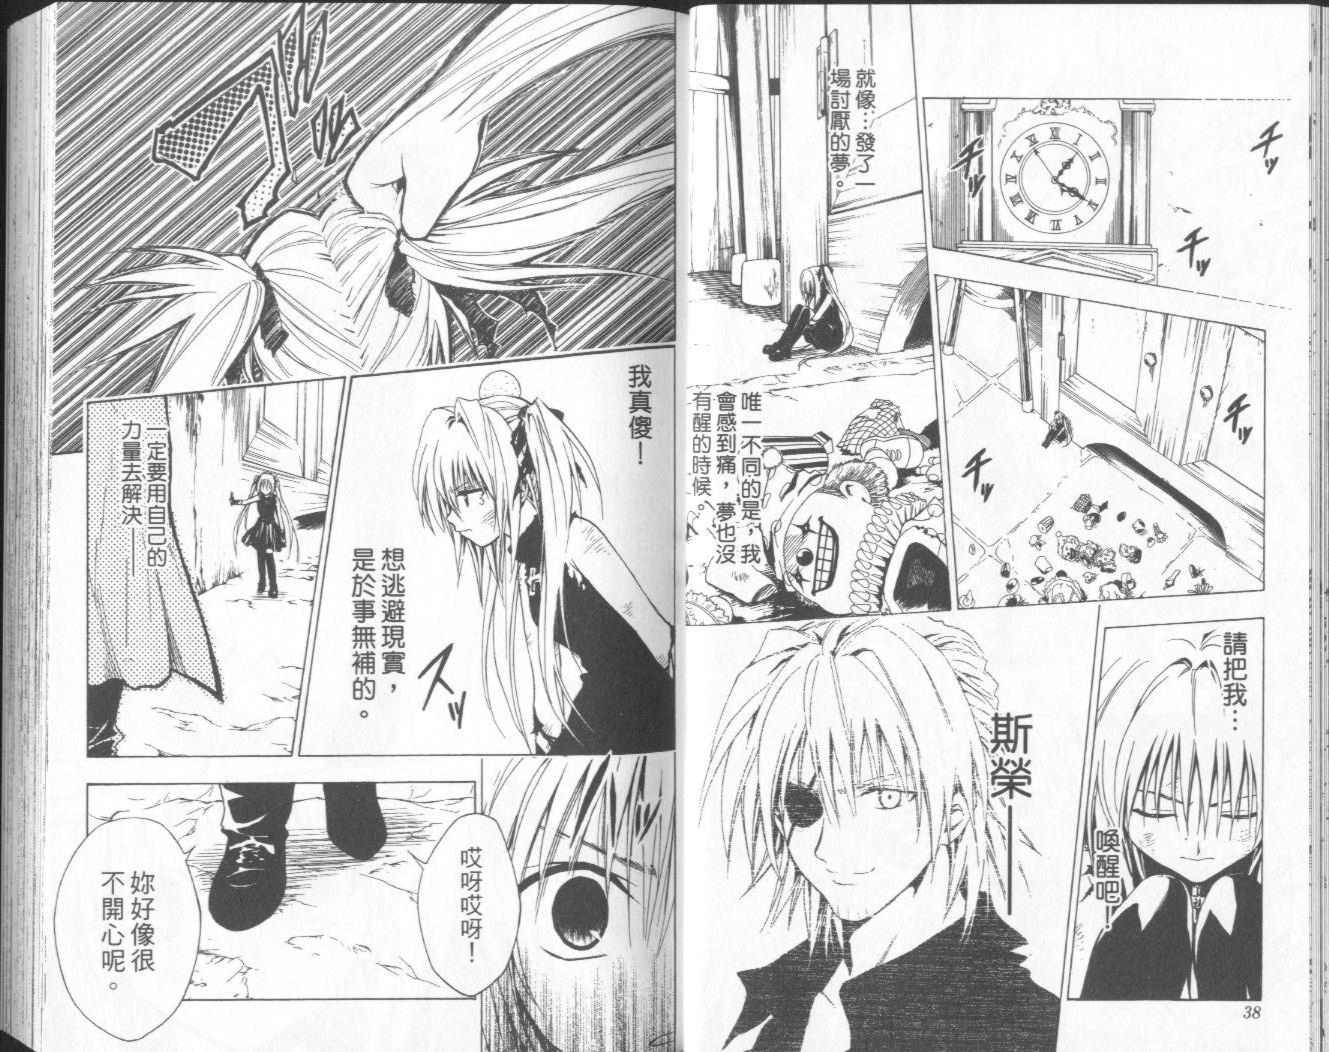 チッ
チッ
チッ
チッ
チッ
就像…發了一
場討厭的夢。
唯一不同的是，我
會感到痛，夢也沒
有醒的時候。
請把我…
喚醒吧！
斯榮——
38
我真傻！
想逃避現實，
是於事無補的。
スッ
一定要用自己的
力量去解決——
哎呀哎呀！
妳好像很
不開心呢。